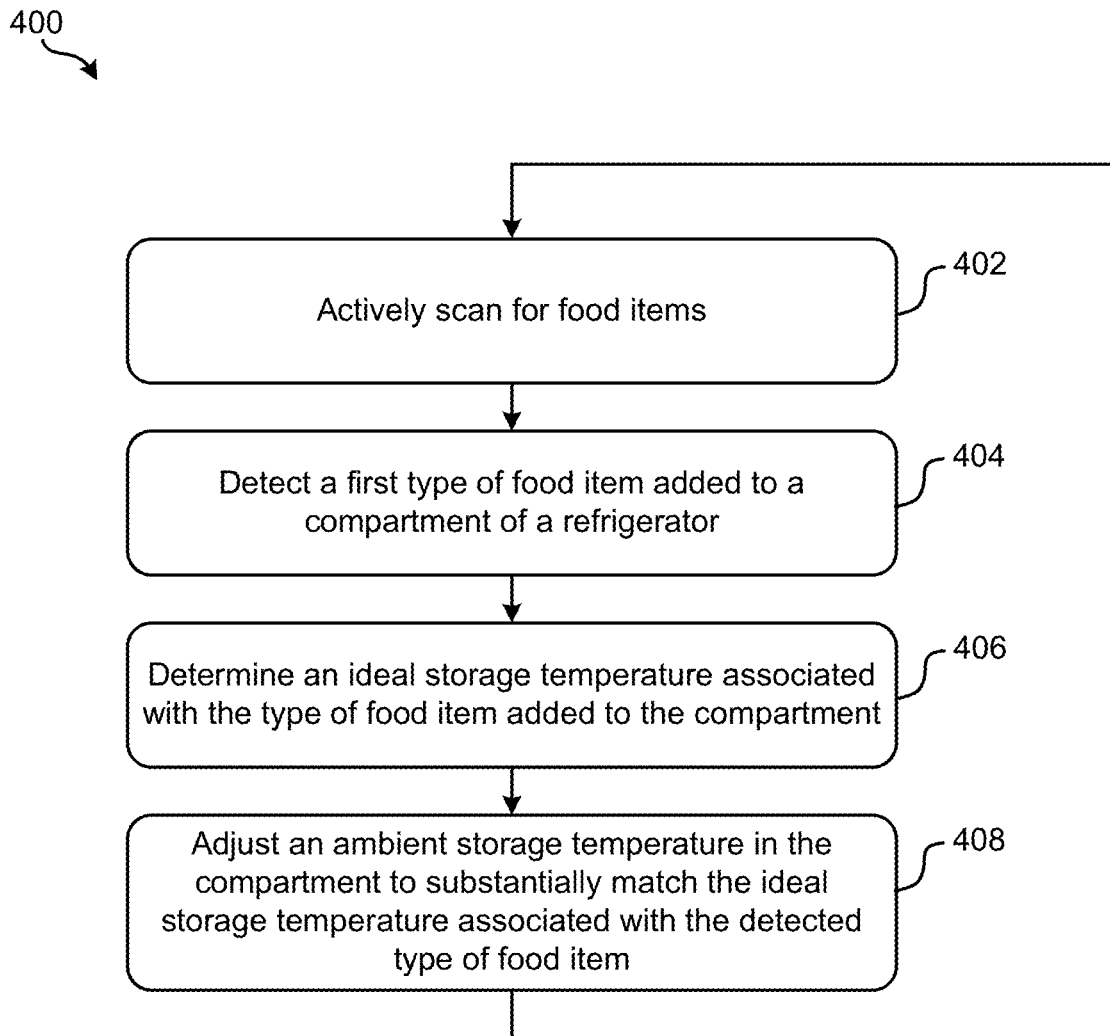 400
Actively scan for food items
402
Detect a first type of food item added to a
compartment of a refrigerator
404
Determine an ideal storage temperature associated
with the type of food item added to the compartment
406
Adjust an ambient storage temperature in the
compartment to substantially match the ideal
storage temperature associated with the detected
type of food item
408